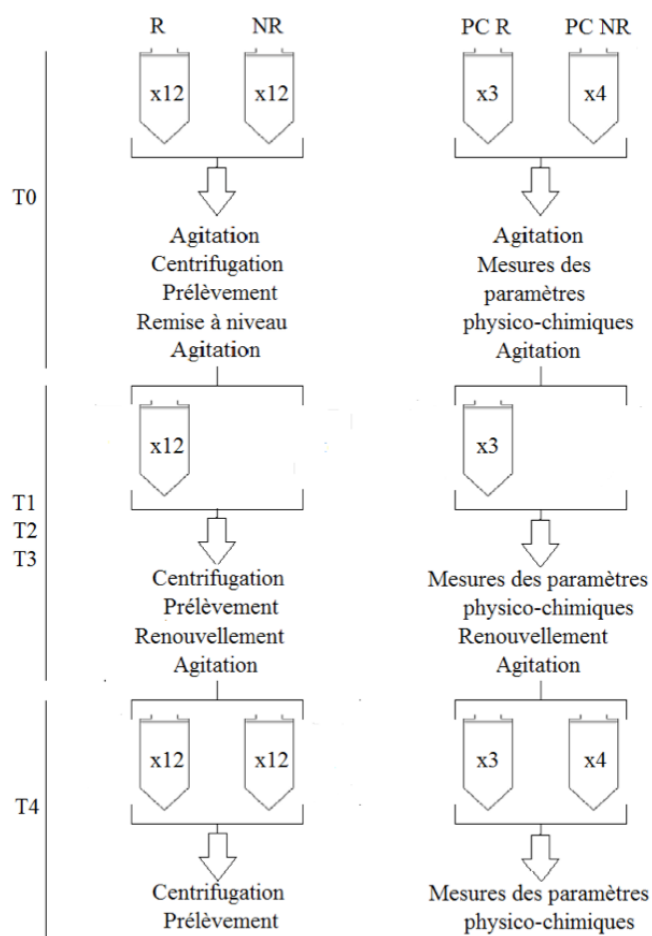 R NR PC R PC NR
x12 x12 x3 x4
T0
Agitation
Centrifugation
Prélèvement
Remise à niveau
Agitation
Agitation
Mesures des
paramètres
physico-chimiques
Agitation
x12 x3
T1
T2
T3
Centrifugation
Prélèvement
Renouvellement
Agitation
Mesures des paramètres
physico-chimiques
Renouvellement
Agitation
x12 x12 x3 x4
T4
Centrifugation
Prélèvement
Mesures des paramètres
physico-chimiques